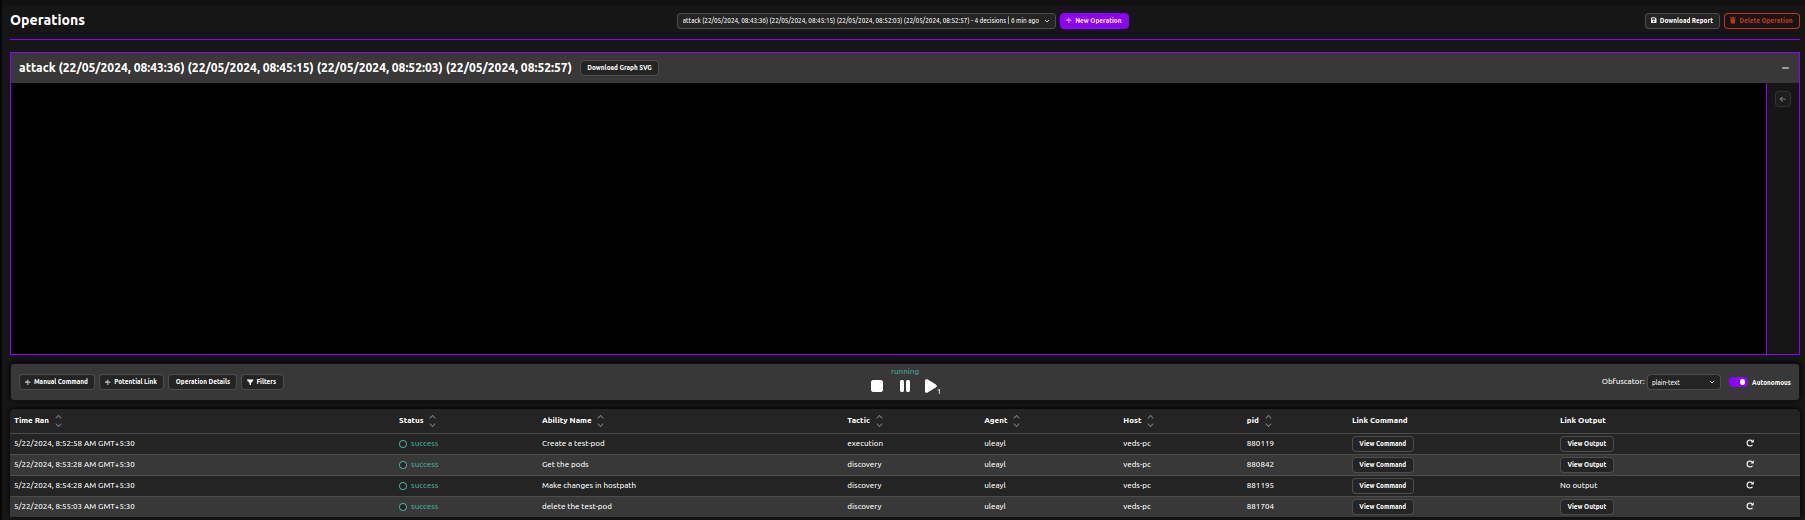 Operations
attack (22/05/2024, 08:43:36) (22/05/2024, 08:45:15) (22/05/2024, 08:52:03) (22/05/2024, 08:52:57) - 4 decisions | 6 min ago
+ New Operation
Download Report
Delete Operation
attack (22/05/2024, 08:43:36) (22/05/2024, 08:45:15) (22/05/2024, 08:52:03) (22/05/2024, 08:52:57)
Download Graph SVG
+ Manual Command
+ Potential Link
Operation Details
Filters
running
1
Obfuscator: plain-text
Autonomous
Time Ran Status Ability Name Tactic Agent Host pid Link Command Link Output
5/22/2024, 8:52:58 AM GMT+5:30 success Create a test-pod execution uleayl veds-pc 880119 View Command View Output
5/22/2024, 8:53:28 AM GMT+5:30 success Get the pods discovery uleayl veds-pc 880842 View Command View Output
5/22/2024, 8:54:28 AM GMT+5:30 success Make changes in hostpath discovery uleayl veds-pc 881195 View Command No output
5/22/2024, 8:55:03 AM GMT+5:30 success delete the test-pod discovery uleayl veds-pc 881704 View Command View Output